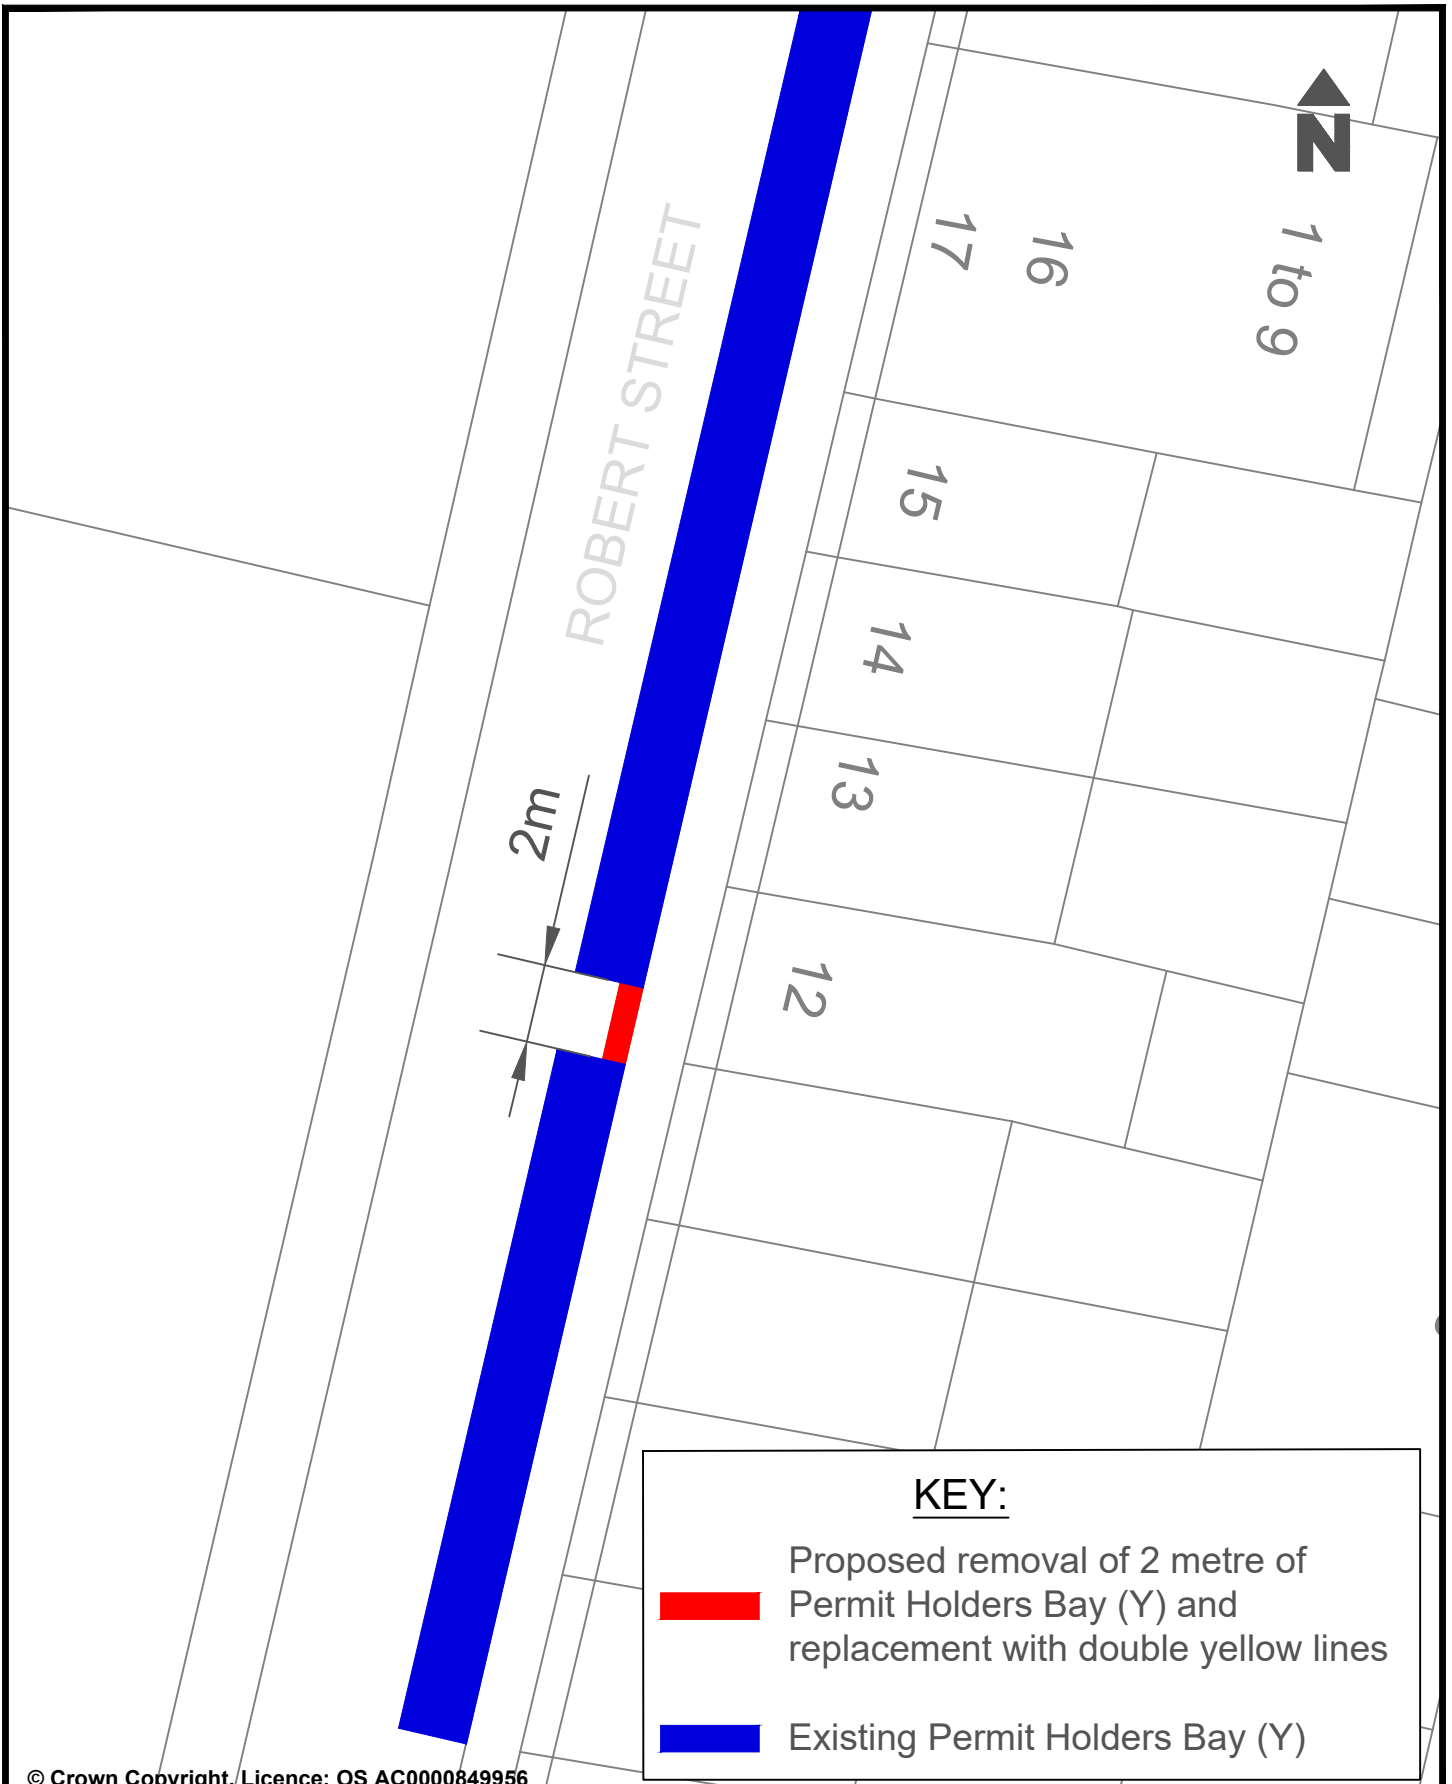 N
1 to 9
17
16
ROBERT STREET
15
14
13
2m
12
KEY:
Proposed removal of 2 metre of
Permit Holders Bay (Y) and
replacement with double yellow lines
Existing Permit Holders Bay (Y)
© Crown Copyright. Licence: OS AC0000849956